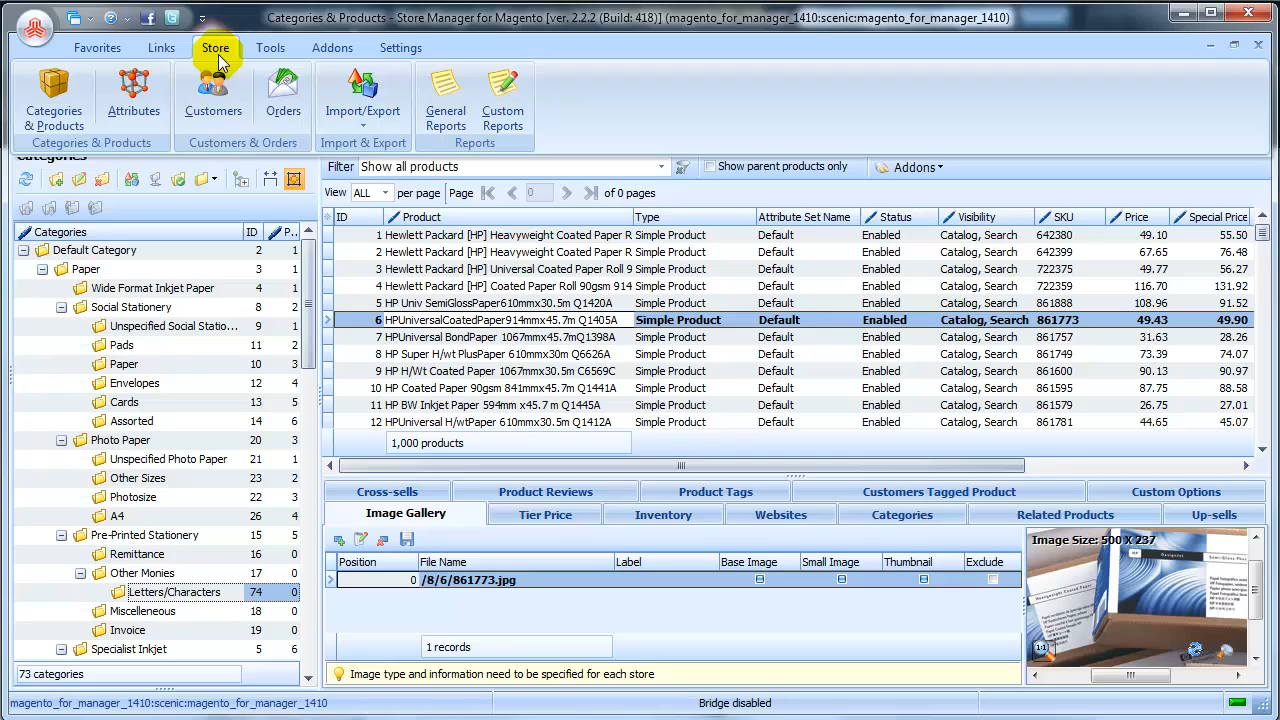 Categories & Products - Store Manager for Magento [ver. 2.2.2 (Build: 418)] (magento_for_manager_1410:scenic:magento_for_manager_1410)
Favorites Links Store Tools Addons Settings
Categories & Products Attributes Customers Orders Import/Export General Reports Custom Reports
Categories & Products Customers & Orders Import & Export Reports
Categories
Filter Show all products Show parent products only Addons
View ALL per page Page 0 of 0 pages
Categories ID P..
ID Product Type Attribute Set Name Status Visibility SKU Price Special Price
Default Category 2 1
Paper 3 1
Wide Format Inkjet Paper 4 1
Social Stationery 8 2
Unspecified Social Statio... 9 1
Pads 11 2
Paper 10 3
Envelopes 12 4
Cards 13 5
Assorted 14 6
Photo Paper 20 3
Unspecified Photo Paper 21 1
Other Sizes 23 2
Photosize 22 3
A4 26 4
Pre-Printed Stationery 15 5
Remittance 16 0
Other Monies 17 0
Letters/Characters 74 0
Miscellaneous 18 0
Invoice 19 0
Specialist Inkjet 5 6
73 categories
1 Hewlett Packard [HP] Heavyweight Coated Paper R Simple Product Default Enabled Catalog, Search 642380 49.10 55.50
2 Hewlett Packard [HP] Heavyweight Coated Paper R Simple Product Default Enabled Catalog, Search 642399 67.65 76.48
3 Hewlett Packard [HP] Universal Coated Paper Roll 9 Simple Product Default Enabled Catalog, Search 722375 49.77 56.27
4 Hewlett Packard [HP] Coated Paper Roll 90gsm 914 Simple Product Default Enabled Catalog, Search 722359 116.70 131.92
5 HP Univ SemiGlossPaper610mmx30.5m Q1420A Simple Product Default Enabled Catalog, Search 861888 108.96 91.52
6 HPUniversalCoatedPaper914mmx45.7m Q1405A Simple Product Default Enabled Catalog, Search 861773 49.43 49.90
7 HP Universal BondPaper 1067mmx45.7mQ1398A Simple Product Default Enabled Catalog, Search 861757 31.63 28.26
8 HP Super H/wt PlusPaper 610mmx30m Q6626A Simple Product Default Enabled Catalog, Search 861749 73.39 74.07
9 HP H/Wt Coated Paper 1067mmx30.5m C6569C Simple Product Default Enabled Catalog, Search 861600 90.13 90.97
10 HP Coated Paper 90gsm 841mmx45.7m Q1441A Simple Product Default Enabled Catalog, Search 861595 87.75 88.58
11 HP BW Inkjet Paper 594mm x45.7 m Q1445A Simple Product Default Enabled Catalog, Search 861579 26.75 27.01
12 HPUniversal H/wtPaper 610mmx30.5m Q1412A Simple Product Default Enabled Catalog, Search 861781 44.65 45.07
1,000 products
Cross-sells Product Reviews Product Tags Customers Tagged Product Custom Options
Image Gallery Tier Price Inventory Websites Categories Related Products Up-sells
Image Size: 500 X 237
Position File Name Label Base Image Small Image Thumbnail Exclude
0 /8/6/861773.jpg
1 records
Image type and information need to be specified for each store
1:1
magento_for_manager_1410:scenic:magento_for_manager_1410 Bridge disabled